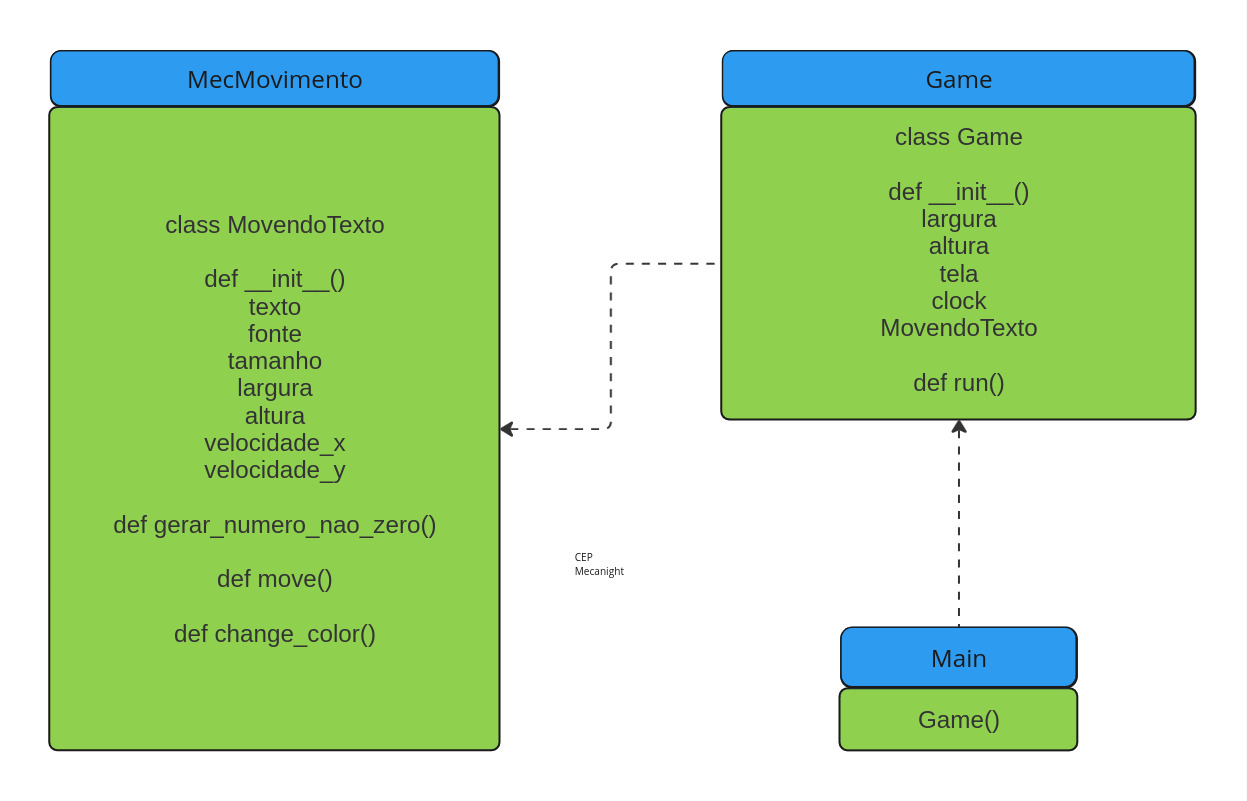 MecMovimento
class MovendoTexto
def __init__()
texto
fonte
tamanho
largura
altura
velocidade_x
velocidade_y
def gerar_numero_nao_zero()
def move()
def change_color()
Game
class Game
def __init__()
largura
altura
tela
clock
MovendoTexto
def run()
CEP
Mecanight
Main
Game()